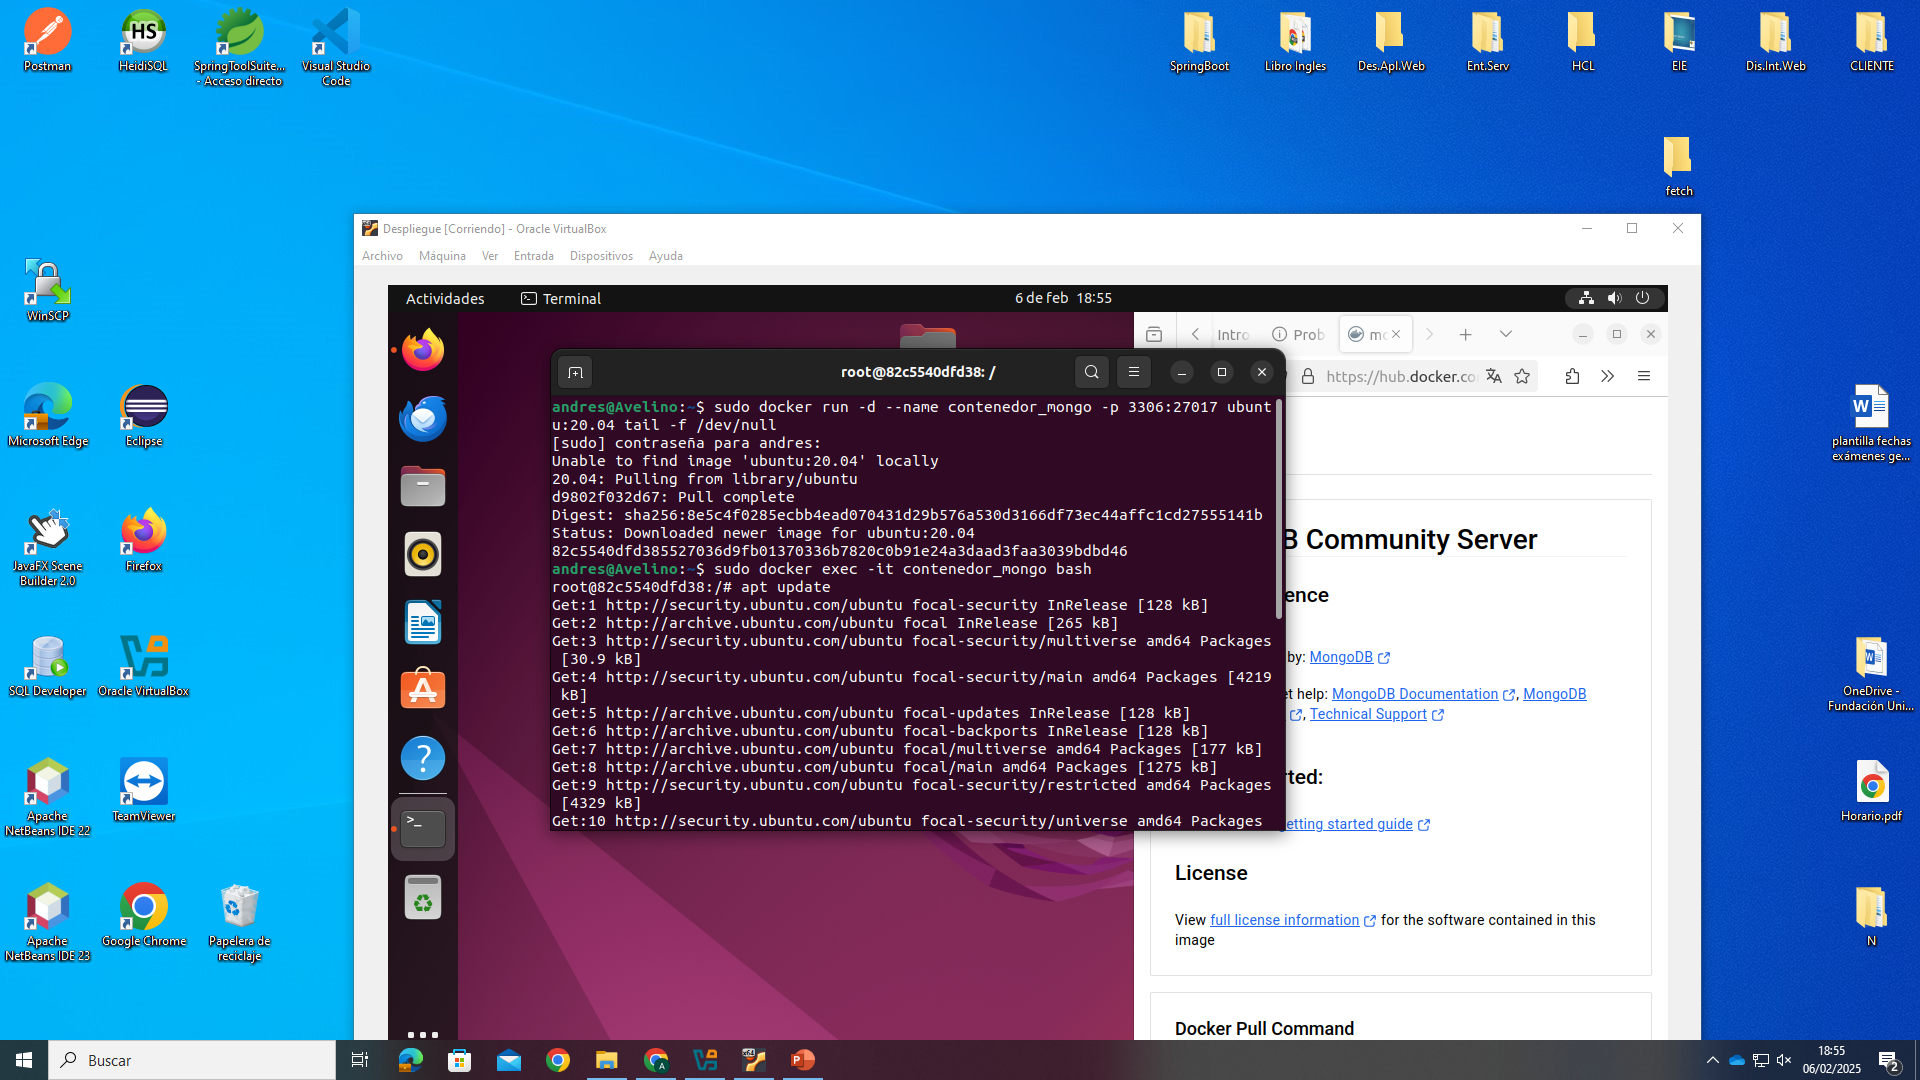 Postman
HeidiSQL
SpringToolSuite...
- Acceso directo
Visual Studio
Code
SpringBoot
Libro Ingles
Des.Apl.Web
Ent.Serv
HCL
EIE
Dis.Int.Web
CLIENTE
fetch
WinSCP
Microsoft Edge
Eclipse
JavaFX Scene
Builder 2.0
Firefox
SQL Developer
Oracle VirtualBox
Apache
NetBeans IDE 22
TeamViewer
Apache
NetBeans IDE 23
Google Chrome
Papelera de
reciclaje
plantilla fechas
exámenes ge...
OneDrive -
Fundación Uni...
Horario.pdf
N
Despliegue [Corriendo] - Oracle VirtualBox
Archivo Máquina Ver Entrada Dispositivos Ayuda
Actividades Terminal 6 de feb 18:55
Intro Prob mo
https://hub.docker.co
root@82c5540dfd38: /
andres@Avelino:~$ sudo docker run -d --name contenedor_mongo -p 3306:27017 ubunt
u:20.04 tail -f /dev/null
[sudo] contraseña para andres:
Unable to find image 'ubuntu:20.04' locally
20.04: Pulling from library/ubuntu
d9802f032d67: Pull complete
Digest: sha256:8e5c4f0285ecbb4ead070431d29b576a530d3166df73ec44affc1cd27555141b
Status: Downloaded newer image for ubuntu:20.04
82c5540dfd385527036d9fb01370336b7820c0b91e24a3daad3faa3039bdbd46
andres@Avelino:~$ sudo docker exec -it contenedor_mongo bash
root@82c5540dfd38:/# apt update
Get:1 http://security.ubuntu.com/ubuntu focal-security InRelease [128 kB]
Get:2 http://archive.ubuntu.com/ubuntu focal InRelease [265 kB]
Get:3 http://security.ubuntu.com/ubuntu focal-security/multiverse amd64 Packages
[30.9 kB]
Get:4 http://security.ubuntu.com/ubuntu focal-security/main amd64 Packages [4219
kB]
Get:5 http://archive.ubuntu.com/ubuntu focal-updates InRelease [128 kB]
Get:6 http://archive.ubuntu.com/ubuntu focal-backports InRelease [128 kB]
Get:7 http://archive.ubuntu.com/ubuntu focal/multiverse amd64 Packages [177 kB]
Get:8 http://archive.ubuntu.com/ubuntu focal/main amd64 Packages [1275 kB]
Get:9 http://security.ubuntu.com/ubuntu focal-security/restricted amd64 Packages
[4329 kB]
Get:10 http://security.ubuntu.com/ubuntu focal-security/universe amd64 Packages
B Community Server
ence
by: MongoDB
et help: MongoDB Documentation, MongoDB
, Technical Support
rted:
etting started guide
License
View full license information for the software contained in this
image
Docker Pull Command
Buscar
18:55
06/02/2025
2